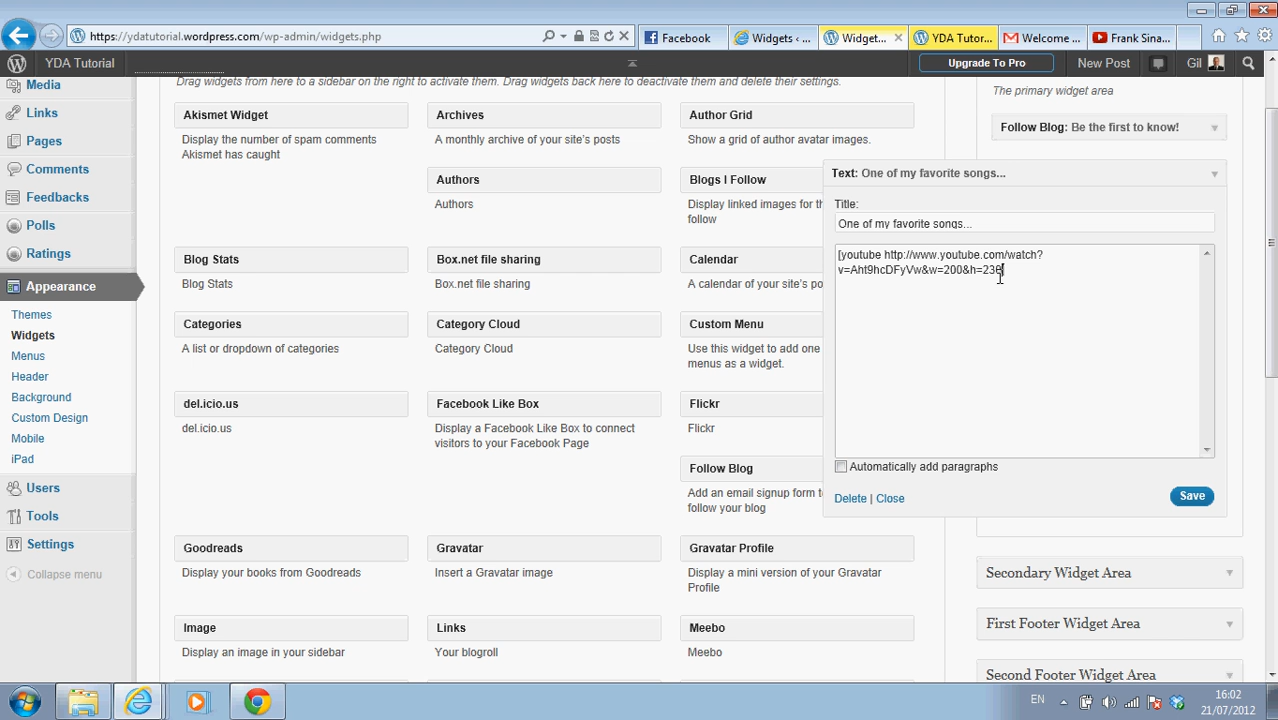 https://ydatutorial.wordpress.com/wp-admin/widgets.php
Facebook
Widgets ‹ ...
Widget...
YDA Tutor...
Welcome ...
Frank Sina...
YDA Tutorial
Upgrade To Pro
New Post
Gil
Media
Links
Pages
Comments
Feedbacks
Polls
Ratings
Appearance
Themes
Widgets
Menus
Header
Background
Custom Design
Mobile
iPad
Users
Tools
Settings
Collapse menu
Drag widgets from here to a sidebar on the right to activate them. Drag widgets back here to deactivate them and delete their settings.
Akismet Widget
Display the number of spam comments
Akismet has caught
Archives
A monthly archive of your site's posts
Author Grid
Show a grid of author avatar images.
Authors
Authors
Blogs I Follow
Display linked images for th
follow
Blog Stats
Blog Stats
Box.net file sharing
Box.net file sharing
Calendar
A calendar of your site's po
Categories
A list or dropdown of categories
Category Cloud
Category Cloud
Custom Menu
Use this widget to add one
menus as a widget.
del.icio.us
del.icio.us
Facebook Like Box
Display a Facebook Like Box to connect
visitors to your Facebook Page
Flickr
Flickr
Follow Blog
Add an email signup form t
follow your blog
Goodreads
Display your books from Goodreads
Gravatar
Insert a Gravatar image
Gravatar Profile
Display a mini version of your Gravatar
Profile
Image
Display an image in your sidebar
Links
Your blogroll
Meebo
Meebo
The primary widget area
Follow Blog: Be the first to know!
Text: One of my favorite songs...
Title:
One of my favorite songs...
[youtube http://www.youtube.com/watch?
v=Aht9hcDFyVw&w=200&h=236]
Automatically add paragraphs
Delete | Close
Save
Secondary Widget Area
First Footer Widget Area
Second Footer Widget Area
EN
16:02
21/07/2012